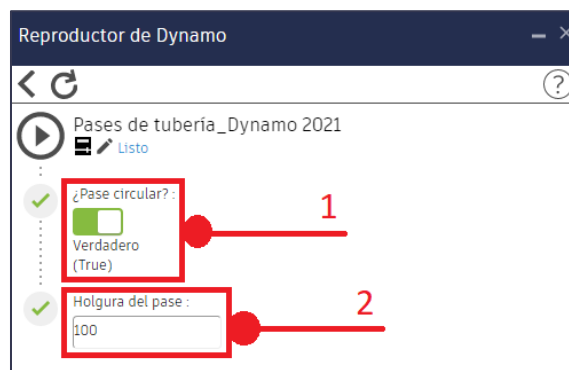 Reproductor de Dynamo
Pases de tubería_Dynamo 2021
Listo
¿Pase circular? :
1
Verdadero
(True)
Holgura del pase :
2
100